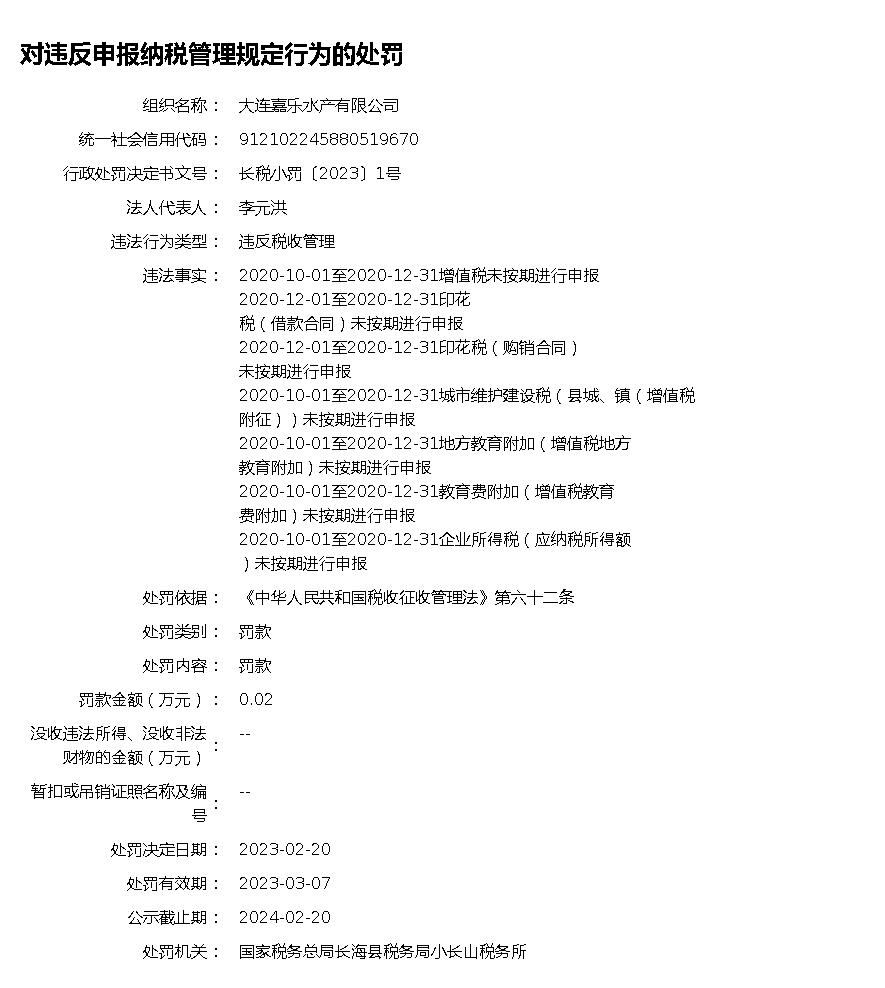 对违反申报纳税管理规定行为的处罚
组织名称： 大连嘉乐水产有限公司
统一社会信用代码： 912102245880519670
行政处罚决定书文号： 长税小罚〔2023〕1号
法人代表人： 李元洪
违法行为类型： 违反税收管理
违法事实： 2020-10-01至2020-12-31增值税未按期进行申报
2020-12-01至2020-12-31印花
税（借款合同）未按期进行申报
2020-12-01至2020-12-31印花税（购销合同）
未按期进行申报
2020-10-01至2020-12-31城市维护建设税（县城、镇（增值税
附征））未按期进行申报
2020-10-01至2020-12-31地方教育附加（增值税地方
教育附加）未按期进行申报
2020-10-01至2020-12-31教育费附加（增值税教育
费附加）未按期进行申报
2020-10-01至2020-12-31企业所得税（应纳税所得额
）未按期进行申报
处罚依据： 《中华人民共和国税收征收管理法》第六十二条
处罚类别： 罚款
处罚内容： 罚款
罚款金额（万元）： 0.02
没收违法所得、没收非法
财物的金额（万元）： --
暂扣或吊销证照名称及编
号： --
处罚决定日期： 2023-02-20
处罚有效期： 2023-03-07
公示截止期： 2024-02-20
处罚机关： 国家税务总局长海县税务局小长山税务所